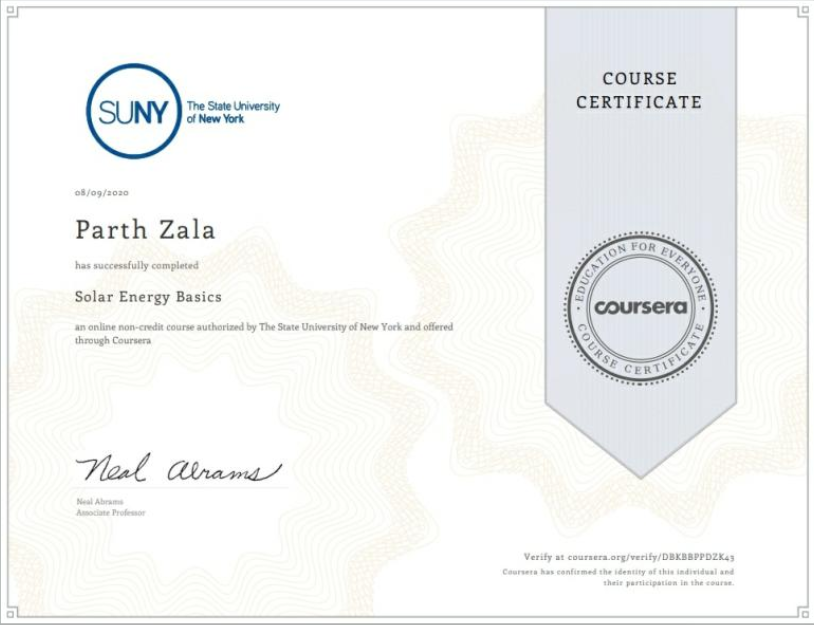 SUNY
The State University
of New York
08/09/2020
Parth Zala
has successfully completed
Solar Energy Basics
an online non-credit course authorized by The State University of New York and offered
through Coursera
Neal Abrams
Neal Abrams
Associate Professor
COURSE
CERTIFICATE
EDUCATION FOR EVERYONE
coursera
COURSE CERTIFICATE
Verify at coursera.org/verify/DBKBBPPDZK43
Coursera has confirmed the identity of this individual and
their participation in the course.